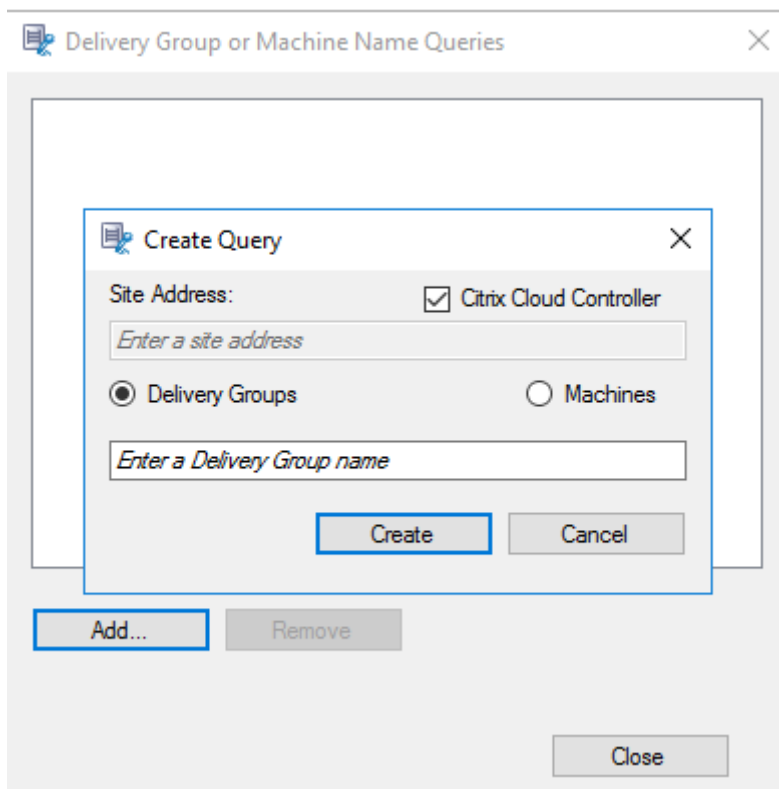 Delivery Group or Machine Name Queries
Create Query
Site Address: Citrix Cloud Controller
Enter a site address
Delivery Groups Machines
Enter a Delivery Group name
Create Cancel
Add... Remove
Close